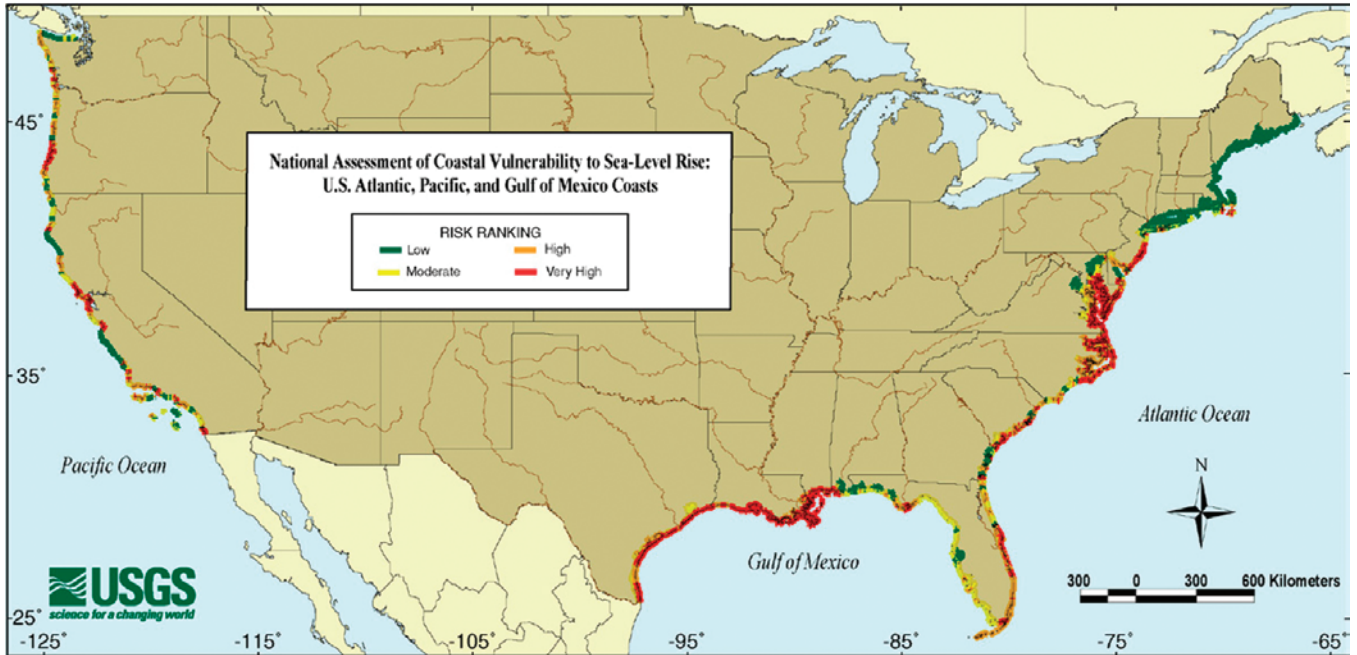 National Assessment of Coastal Vulnerability to Sea-Level Rise:
U.S. Atlantic, Pacific, and Gulf of Mexico Coasts
RISK RANKING
Low
High
Moderate
Very High
45°
35°
25°
Pacific Ocean
Atlantic Ocean
Gulf of Mexico
N
300 0 300 600 Kilometers
USGS
science for a changing world
-125° -115° -105° -95° -85° -75° -65°